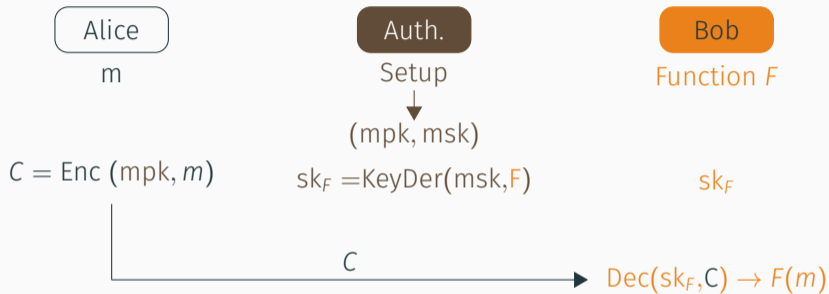 Alice Auth. Bob
m Setup Function F
(mpk, msk)
C = Enc (mpk, m) sk_F =KeyDer(msk,F) sk_F
C
Dec(sk_F,C) → F(m)